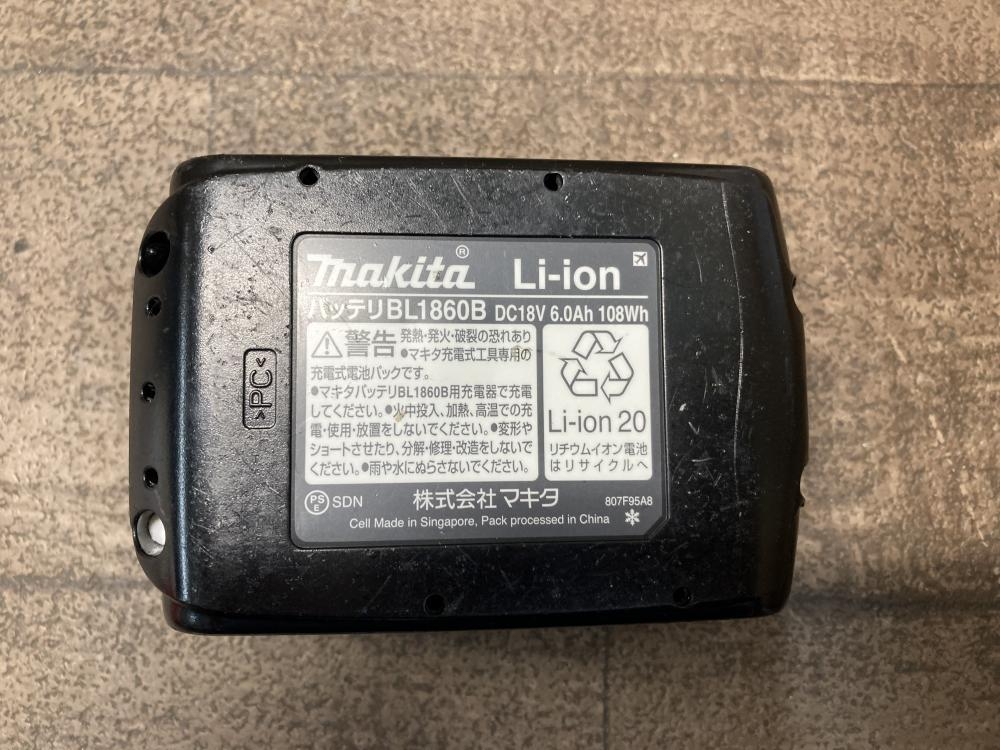 makita® Li-ion
バッテリBL1860B DC18V 6.0Ah 108Wh
警告 発熱・発火・破裂の恐れあり
●マキタ充電式工具専用の
充電式電池パックです。
●マキタバッテリBL1860B用充電器で充電
してください。●火中投入、加熱、高温での充
電・使用・放置をしないでください。●変形や
ショートさせたり、分解・修理・改造をしないで
ください。●雨や水にぬらさないでください。
Li-ion 20
リチウムイオン電池
はリサイクルへ
PSE SDN 株式会社マキタ 807F95A8
Cell Made in Singapore, Pack processed in China
>PC<